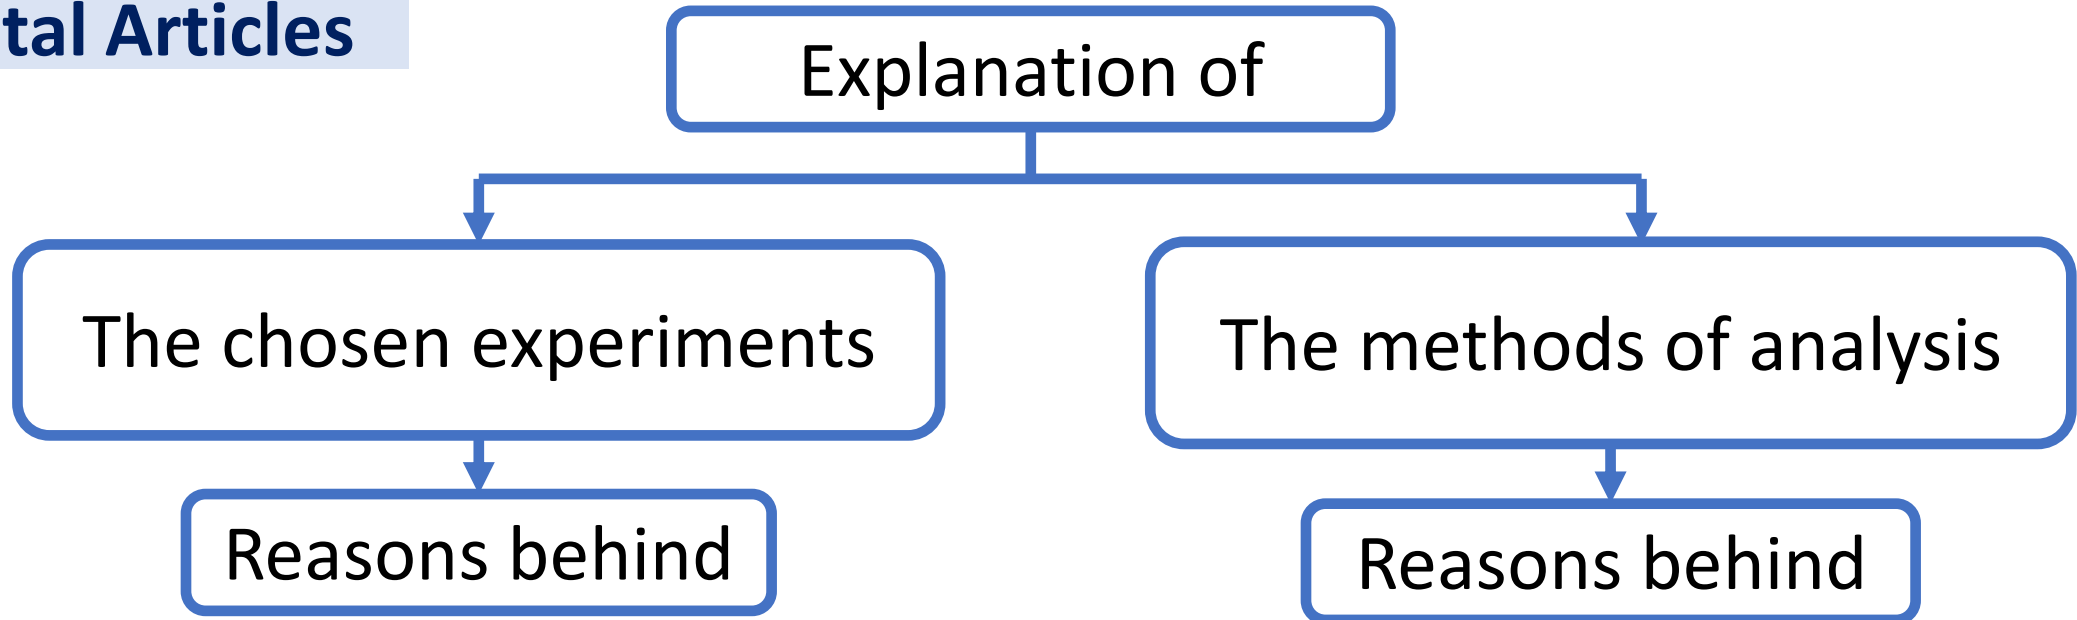 tal Articles
Explanation of
The chosen experiments
The methods of analysis
Reasons behind
Reasons behind